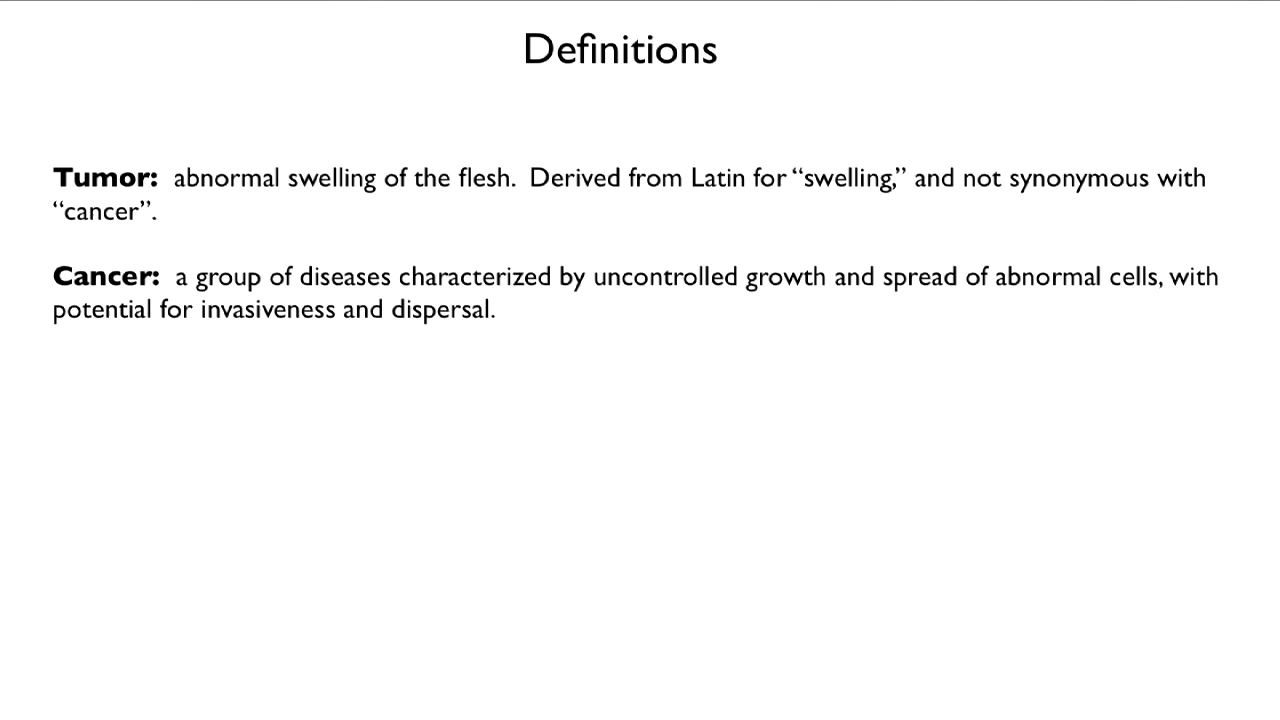 Definitions
Tumor: abnormal swelling of the flesh. Derived from Latin for “swelling,” and not synonymous with
“cancer”.
Cancer: a group of diseases characterized by uncontrolled growth and spread of abnormal cells, with
potential for invasiveness and dispersal.